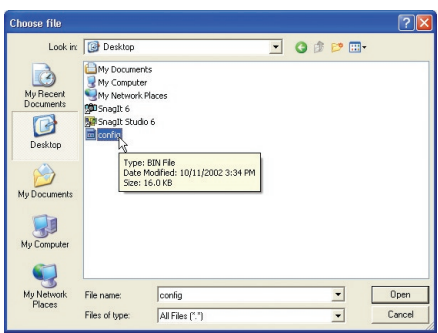 Choose file
Look in:
Desktop
My Recent
Documents
Desktop
My Documents
My Computer
My Network
Places
My Documents
My Computer
My Network Places
SnagIt 6
SnagIt Studio 6
config
Type: BIN File
Date Modified: 10/11/2002 3:34 PM
Size: 16.0 KB
File name:
config
Open
Files of type:
All Files (*.*)
Cancel